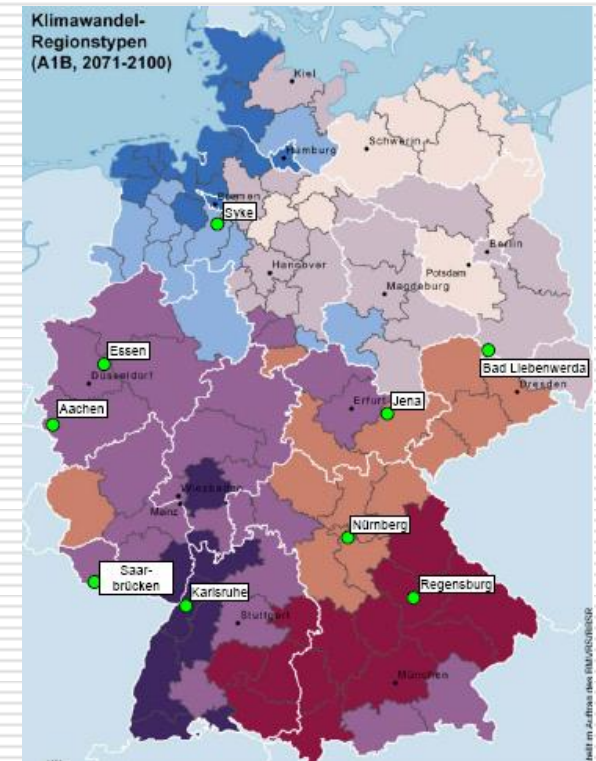 Klimawandel-
Regionstypen
(A1B, 2071-2100)
Kiel
Schwerin
Hamburg
Bremen
Syke
Berlin
Hannover
Potsdam
Magdeburg
Essen
Düsseldorf
Bad Liebenwerda
Dresden
Aachen
Erfurt
Jena
Wiesbaden
Mainz
Nürnberg
Saar-
brücken
Karlsruhe
Regensburg
Stuttgart
München